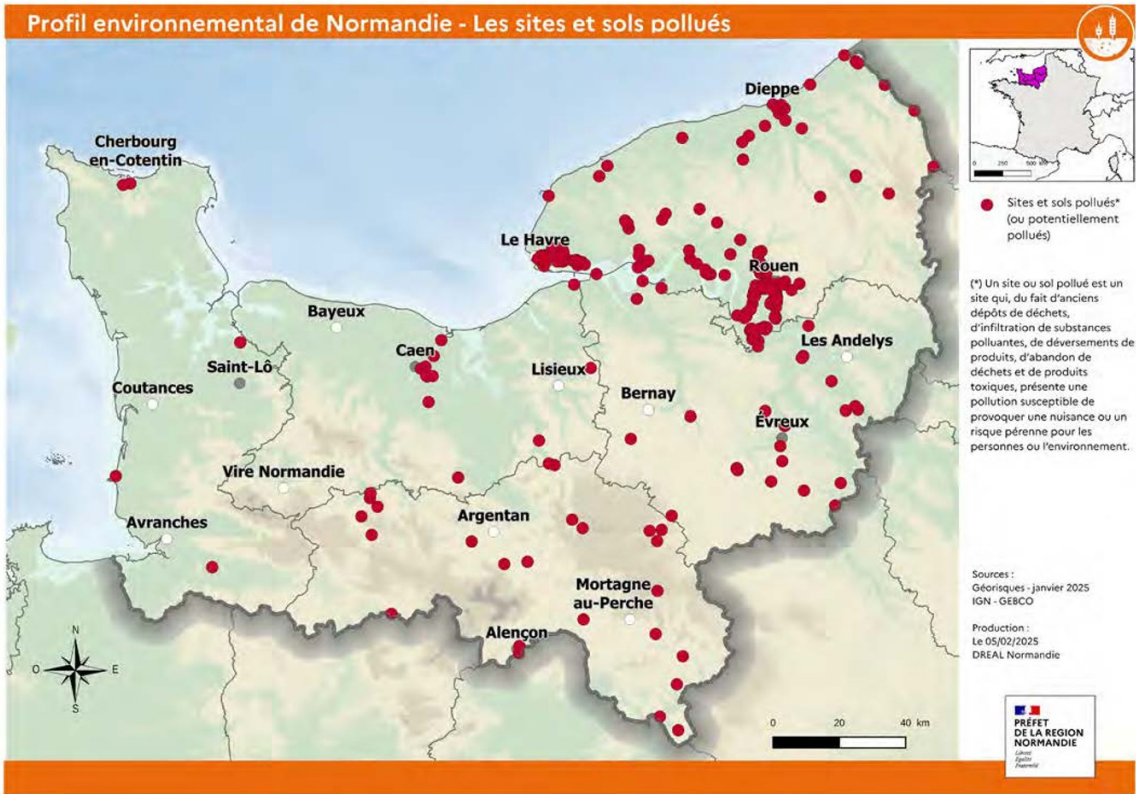 Profil environnemental de Normandie - Les sites et sols pollués
Dieppe
Cherbourg
en-Cotentin
Le Havre
Rouen
Bayeux
Caen
Les Andelys
Saint-Lô
Lisieux
Coutances
Bernay
Évreux
Vire Normandie
Argentan
Avranches
Mortagne
au-Perche
Alençon
N
O
E
S
0 20 40 km
0 250 500 km
Sites et sols pollués*
(ou potentiellement
pollués)
(*) Un site ou sol pollué est un
site qui, du fait d'anciens
dépôts de déchets,
d'infiltration de substances
polluantes, de déversements de
produits, d'abandon de
déchets et de produits
toxiques, présente une
pollution susceptible de
provoquer une nuisance ou un
risque pérenne pour les
personnes ou l'environnement.
Sources :
Géorisques - janvier 2025
IGN - GEBCO
Production :
Le 05/02/2025
DREAL Normandie
PRÉFET
DE LA REGION
NORMANDIE
Liberté
Égalité
Fraternité